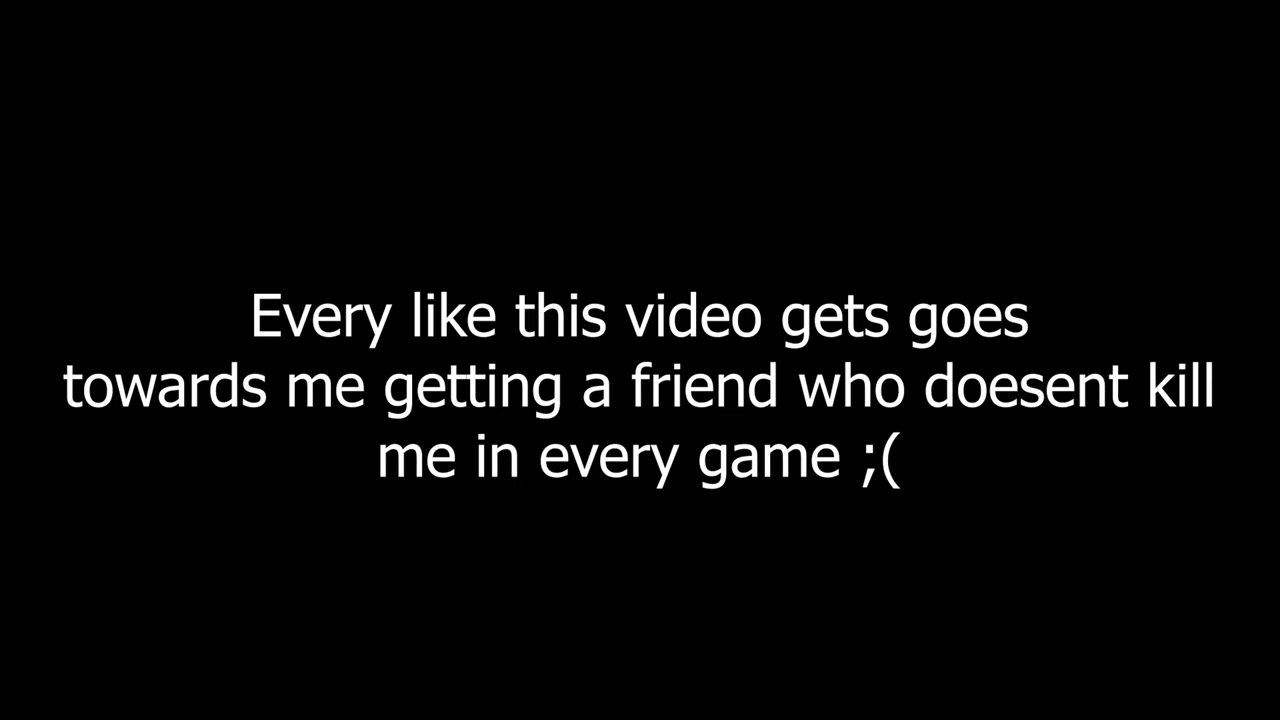 Every like this video gets goes
towards me getting a friend who doesent kill
me in every game ;(